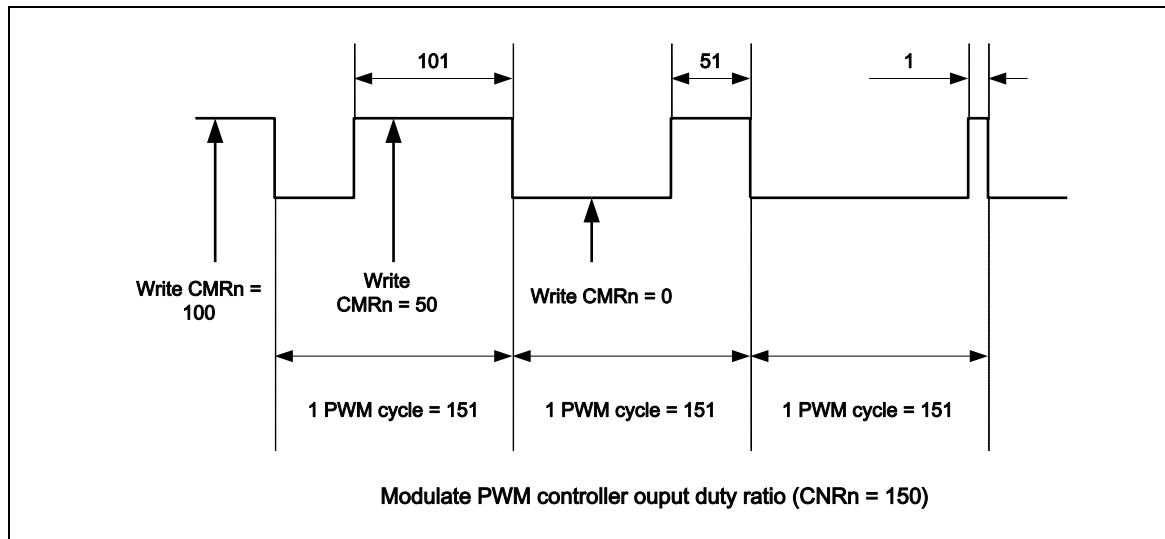 101
51
1
Write CMRn =
100
Write
CMRn = 50
Write CMRn = 0
1 PWM cycle = 151
1 PWM cycle = 151
1 PWM cycle = 151
Modulate PWM controller ouput duty ratio (CNRn = 150)